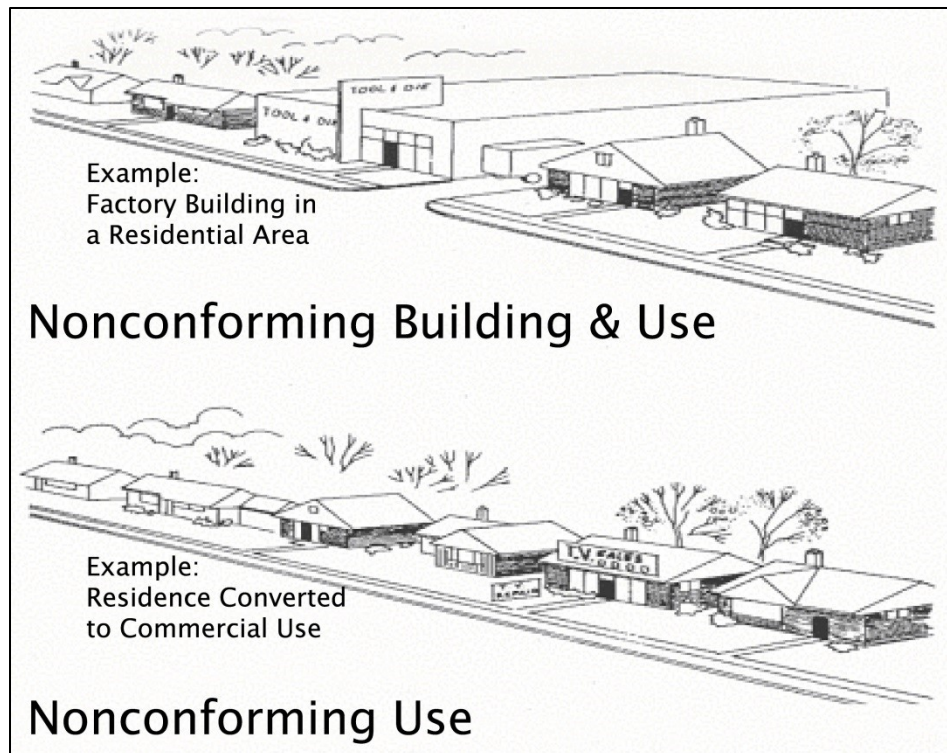 TOOL & DIE
TOOL & DIE
Example:
Factory Building in
a Residential Area
Nonconforming Building & Use
T.V. SALES
Example:
Residence Converted
to Commercial Use
T V
REPAIR
Nonconforming Use